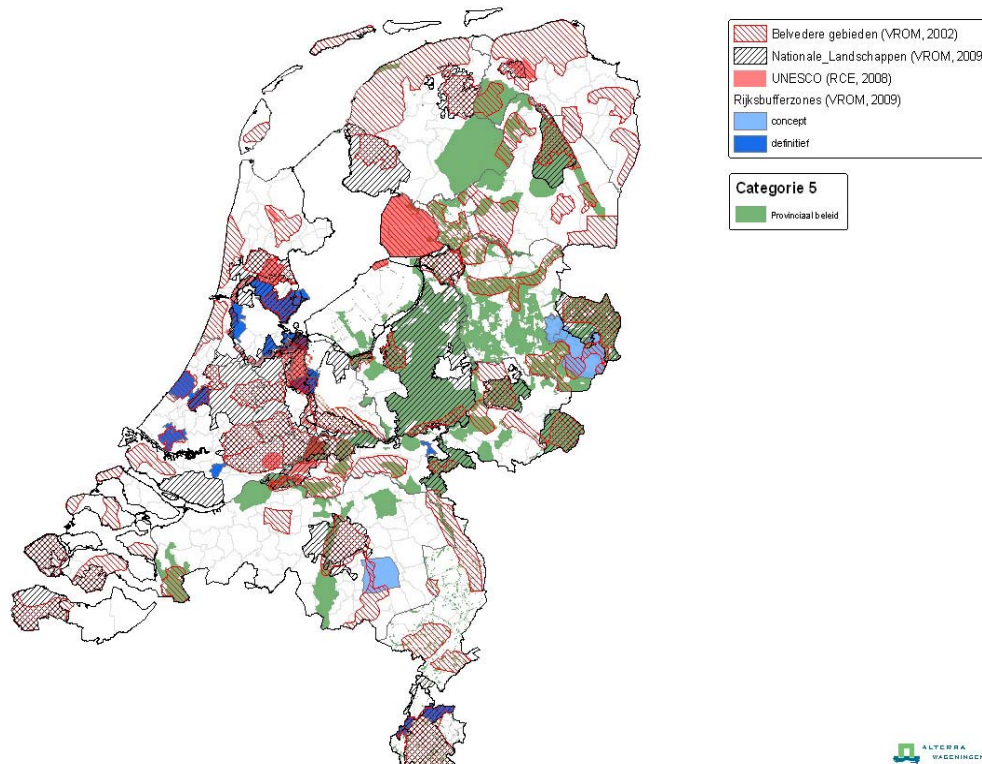 Belvedere gebieden (VROM, 2002)
Nationale_Landschappen (VROM, 2009
UNESCO (RCE, 2008)
Rijksbufferzones (VROM, 2009)
concept
definitief
Categorie 5
Provinciaal beleid
ALTERRA
WAGENINGEN